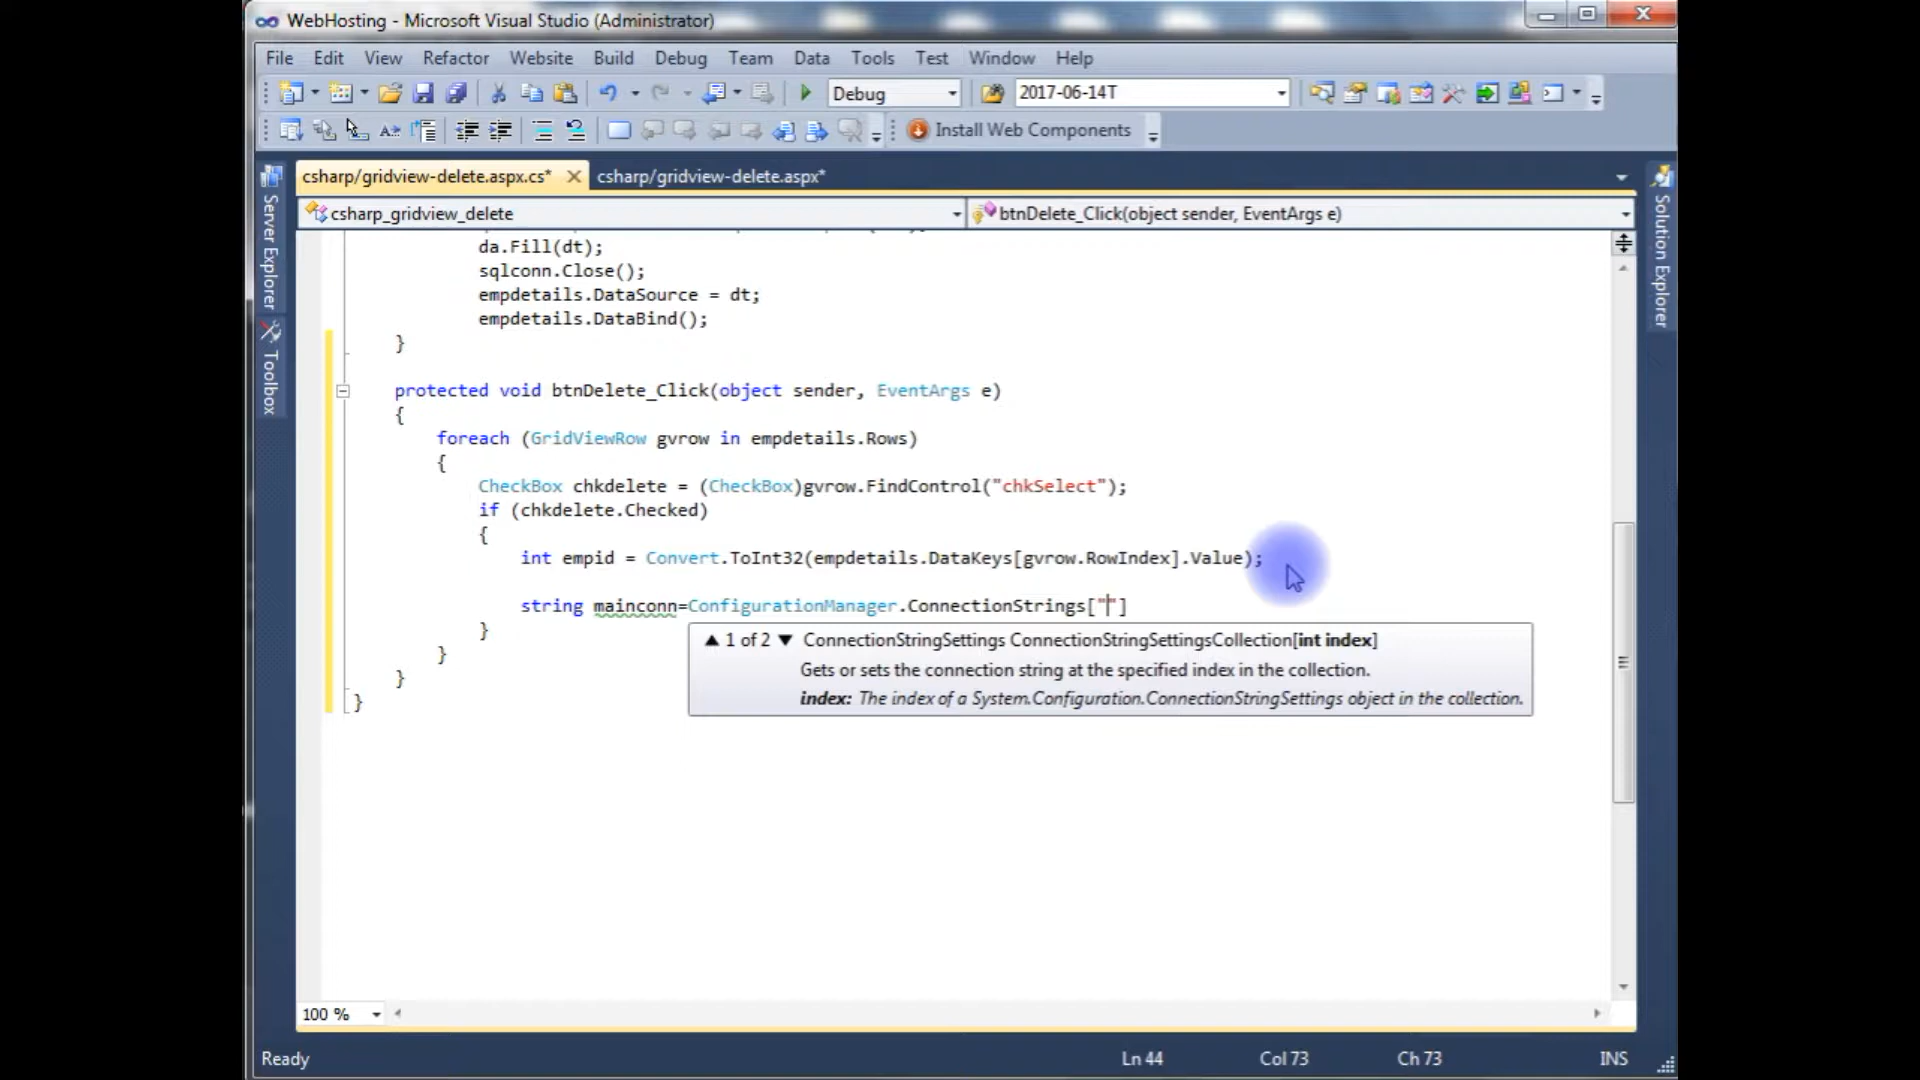 WebHosting - Microsoft Visual Studio (Administrator)
File Edit View Refactor Website Build Debug Team Data Tools Test Window Help
Debug 2017-06-14T
Install Web Components
csharp/gridview-delete.aspx.cs* csharp/gridview-delete.aspx*
csharp_gridview_delete btnDelete_Click(object sender, EventArgs e)
Server Explorer
Toolbox
Solution Explorer
da.Fill(dt);
sqlconn.Close();
empdetails.DataSource = dt;
empdetails.DataBind();
}
protected void btnDelete_Click(object sender, EventArgs e)
{
foreach (GridViewRow gvrow in empdetails.Rows)
{
CheckBox chkdelete = (CheckBox)gvrow.FindControl("chkSelect");
if (chkdelete.Checked)
{
int empid = Convert.ToInt32(empdetails.DataKeys[gvrow.RowIndex].Value);
string mainconn=ConfigurationManager.ConnectionStrings[""]
}
▲ 1 of 2 ▼ ConnectionStringSettings ConnectionStringSettingsCollection[int index]
Gets or sets the connection string at the specified index in the collection.
index: The index of a System.Configuration.ConnectionStringSettings object in the collection.
}
}
}
100 %
Ready Ln 44 Col 73 Ch 73 INS